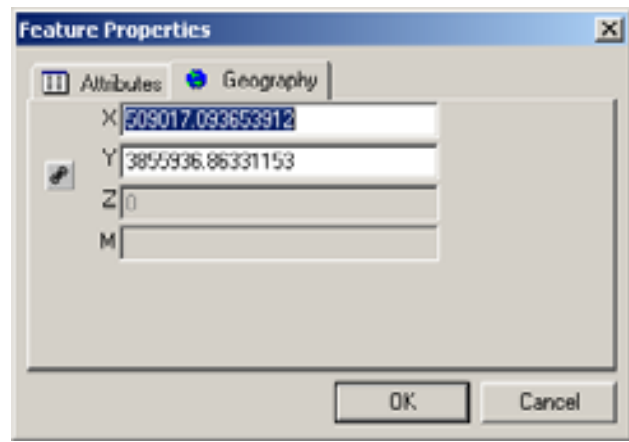 Feature Properties
Attributes Geography
X 509017.093653912
Y 3855936.86331153
Z 0
M
OK Cancel